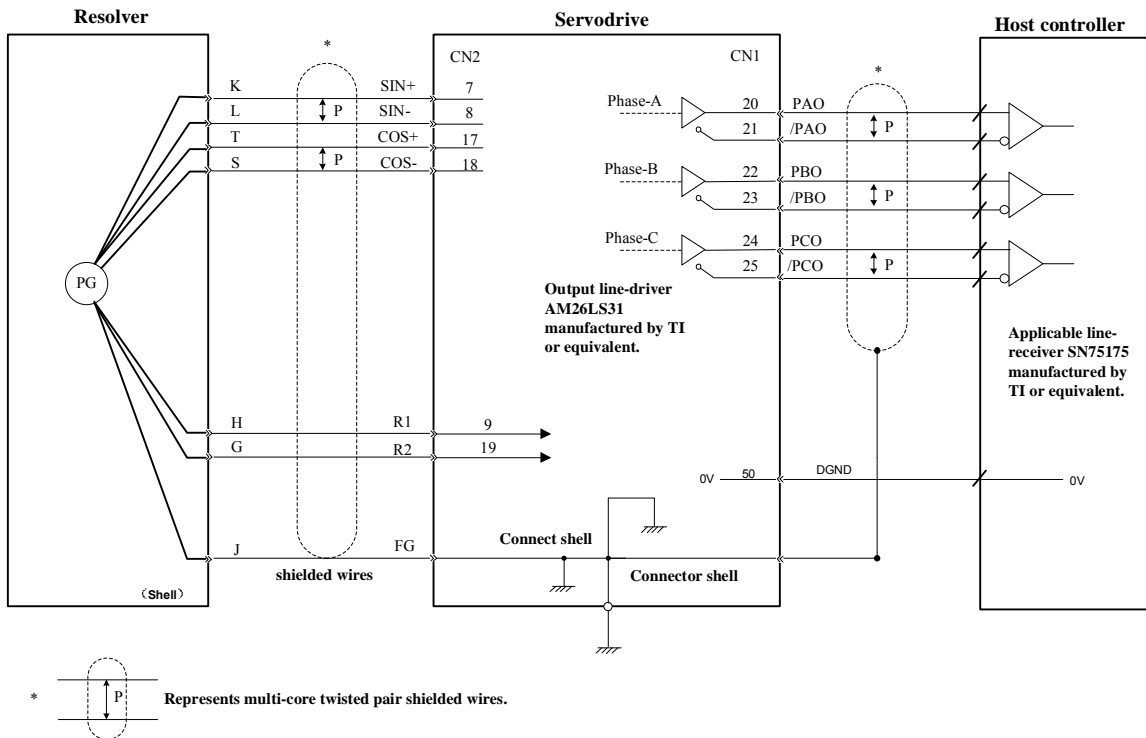 Resolver
Servodrive
Host controller
*
CN2
CN1
*
K SIN+ 7
P
L SIN- 8
T COS+ 17
P
S COS- 18
Phase-A
20 PAO
P
21 /PAO
Phase-B
22 PBO
P
23 /PBO
Phase-C
24 PCO
P
25 /PCO
PG
Output line-driver
AM26LS31
manufactured by TI
or equivalent.
Applicable line-
receiver SN75175
manufactured by
TI or equivalent.
H R1 9
G R2 19
0V 50 DGND 0V
J FG
Connect shell
shielded wires
Connector shell
(Shell)
* P Represents multi-core twisted pair shielded wires.